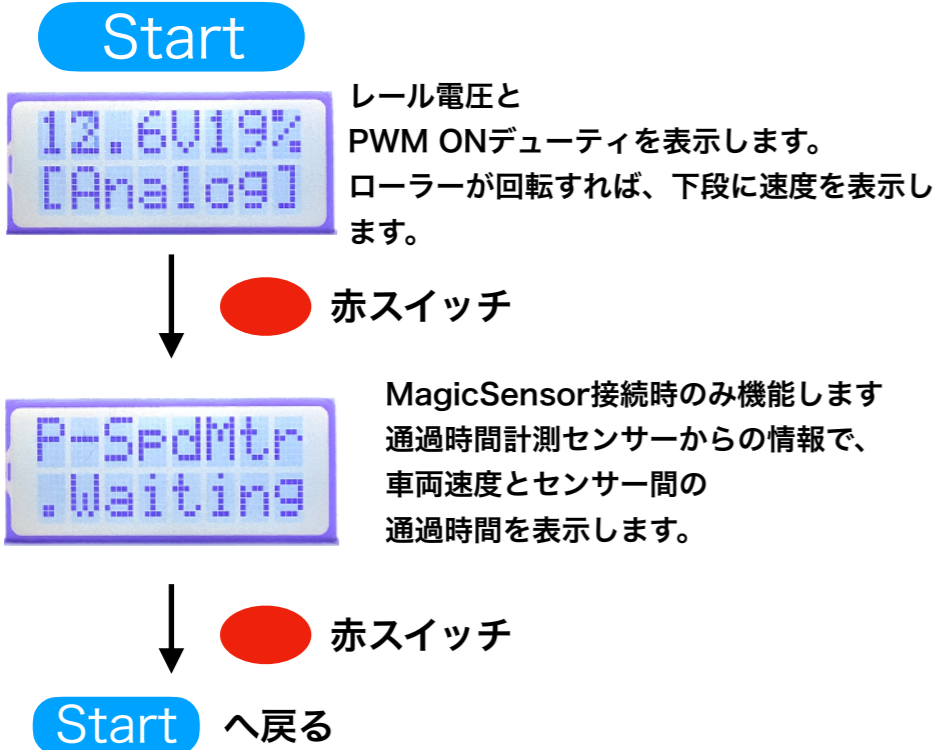 Start
12.6V19%
[Analog]
レール電圧と
PWM ONデューティを表示します。
ローラーが回転すれば、下段に速度を表示し
ます。
赤スイッチ
P-SpdMtr
.Waiting
MagicSensor接続時のみ機能します
通過時間計測センサーからの情報で、
車両速度とセンサー間の
通過時間を表示します。
赤スイッチ
Start へ戻る